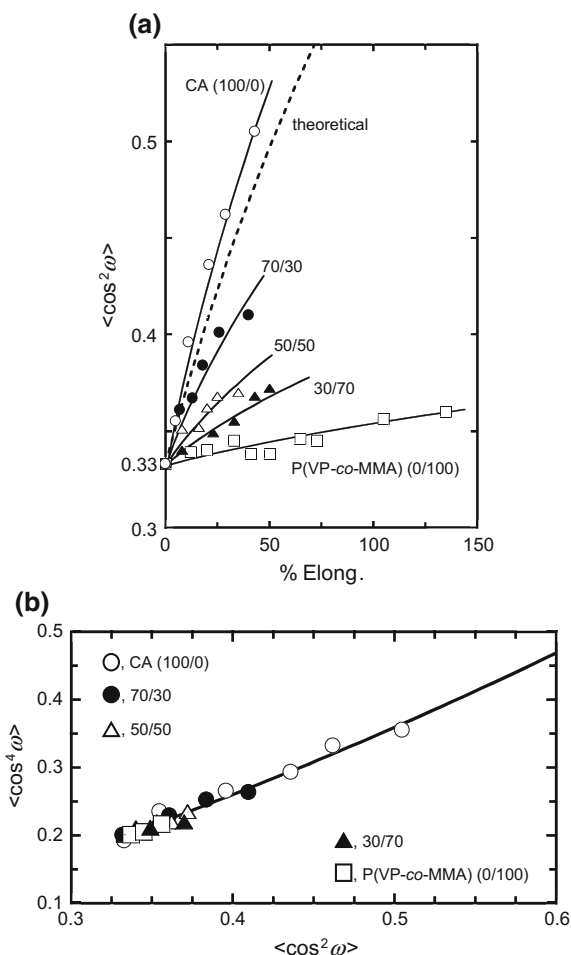 (a)
CA (100/0)
theoretical
70/30
50/50
30/70
P(VP-co-MMA) (0/100)
<cos²ω>
0.5
0.4
0.33
0.3
0 50 100 150
% Elong.
(b)
<cos⁴ω>
0.5
0.4
0.3
0.2
0.1
, CA (100/0)
, 70/30
, 50/50
, 30/70
, P(VP-co-MMA) (0/100)
0.3 0.4 0.5 0.6
<cos²ω>